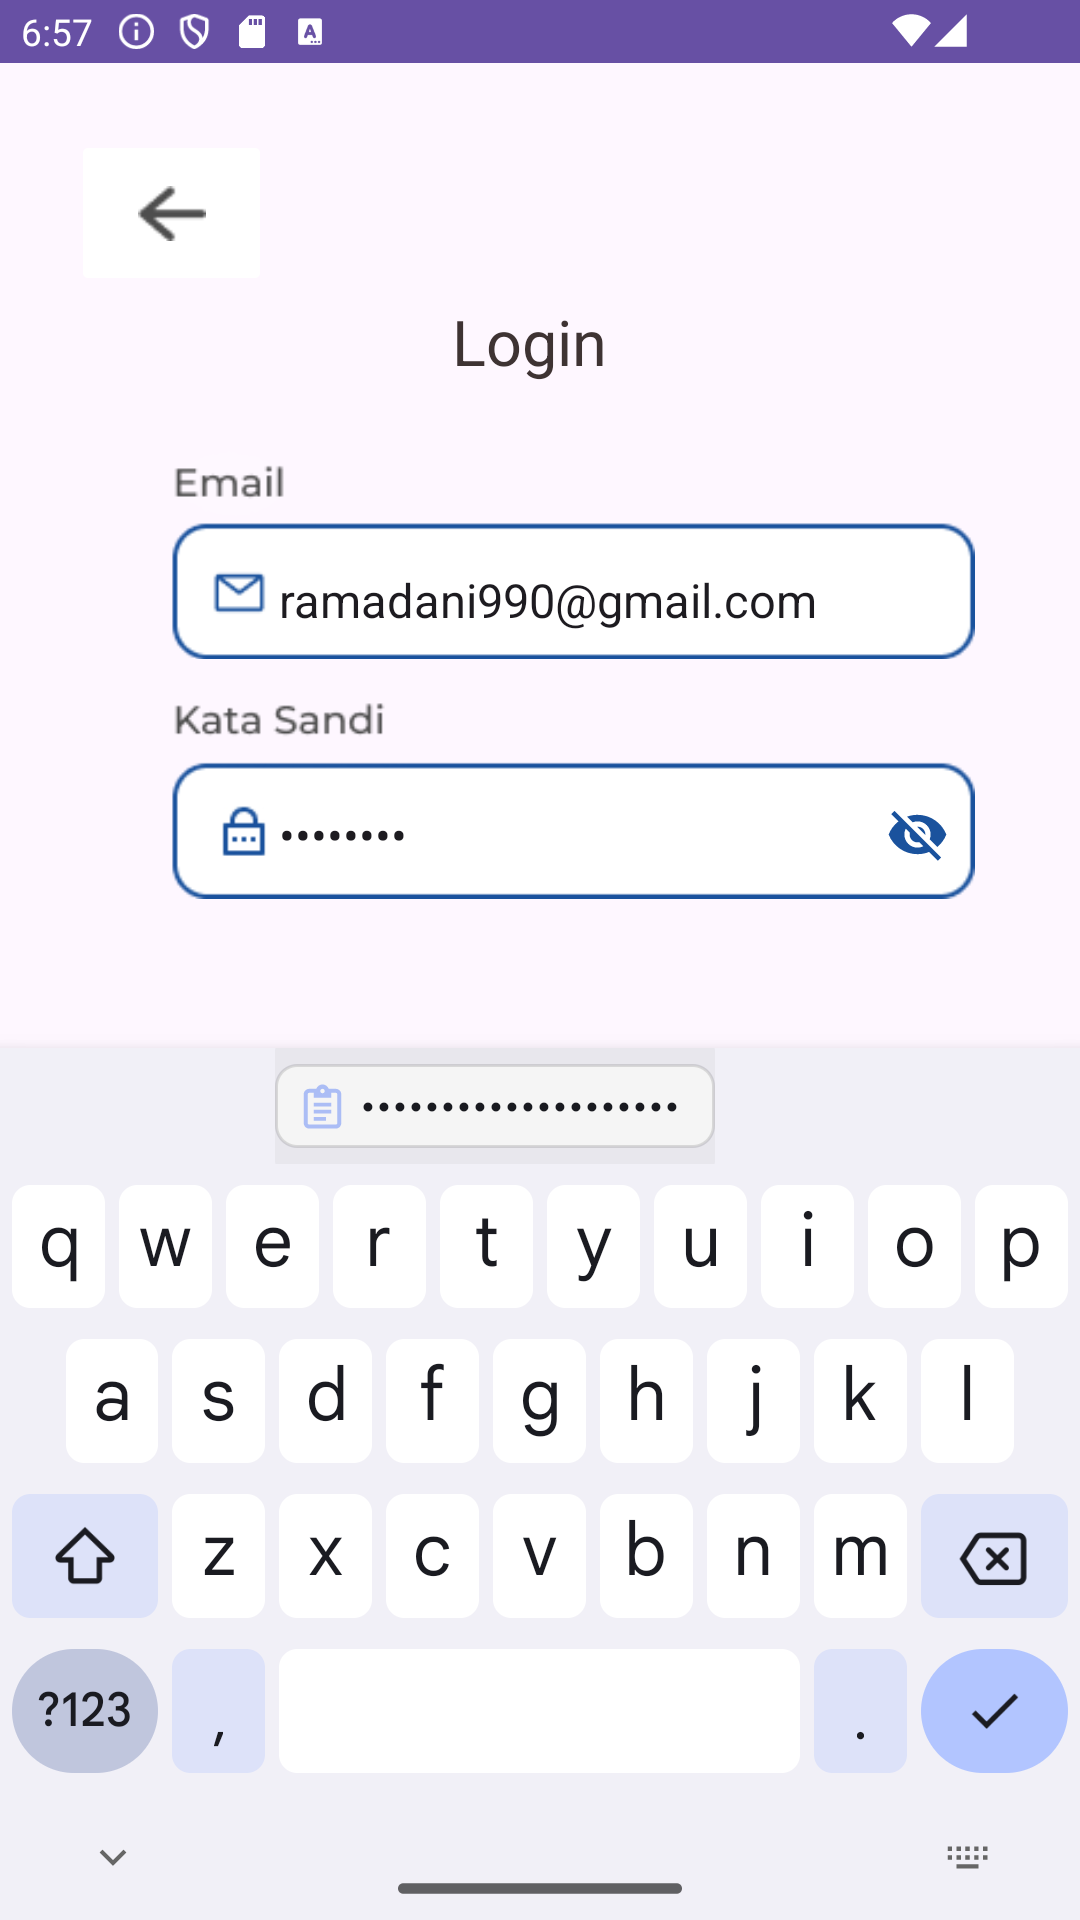 6:57
Login
Email
ramadani990@gmail.com
Kata Sandi
••••••••
••••••••••••••••••••
q w e r t y u i o p
a s d f g h j k l
z x c v b n m
?123 , .